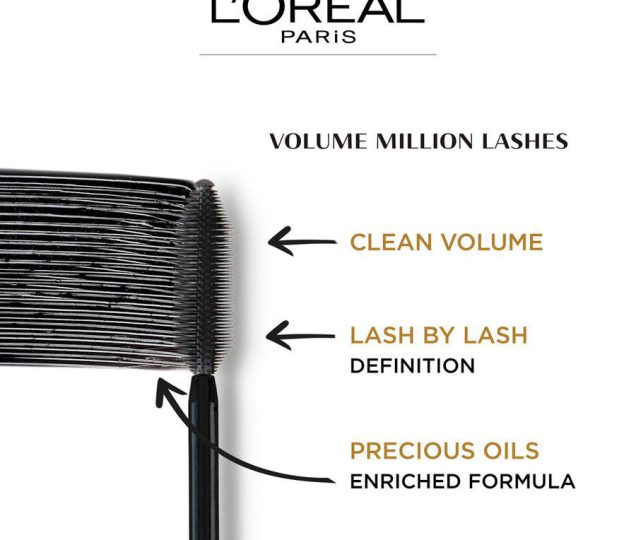 L'ORÉAL
PARiS
VOLUME MILLION LASHES
CLEAN VOLUME
LASH BY LASH
DEFINITION
PRECIOUS OILS
ENRICHED FORMULA